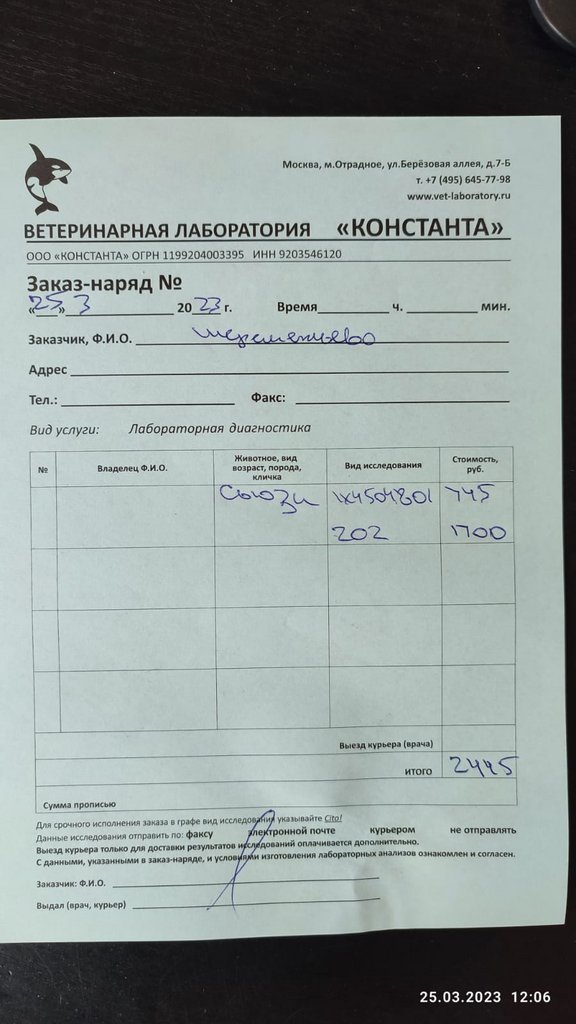 Москва, м.Отрадное, ул.Берёзовая аллея, д.7-Б
т. +7 (495) 645-77-98
www.vet-laboratory.ru
ВЕТЕРИНАРНАЯ ЛАБОРАТОРИЯ «КОНСТАНТА»
ООО «КОНСТАНТА» ОГРН 1199204003395 ИНН 9203546120
Заказ-наряд №
«25» 3 2023 г. Время ч. мин.
Заказчик, Ф.И.О. шереметьево
Адрес
Тел.: Факс:
Вид услуги: Лабораторная диагностика
№ Владелец Ф.И.О. Животное, вид возраст, порода, кличка Вид исследования Стоимость, руб.
Сьюзи 745
202 1700
Выезд курьера (врача)
ИТОГО 2445
Сумма прописью
Для срочного исполнения заказа в графе вид исследования указывайте Cito!
Данные исследования отправить по: факсу электронной почте курьером не отправлять
Выезд курьера только для доставки результатов исследований оплачивается дополнительно.
С данными, указанными в заказ-наряде, и условиями изготовления лабораторных анализов ознакомлен и согласен.
Заказчик: Ф.И.О.
Выдал (врач, курьер)
25.03.2023 12:06